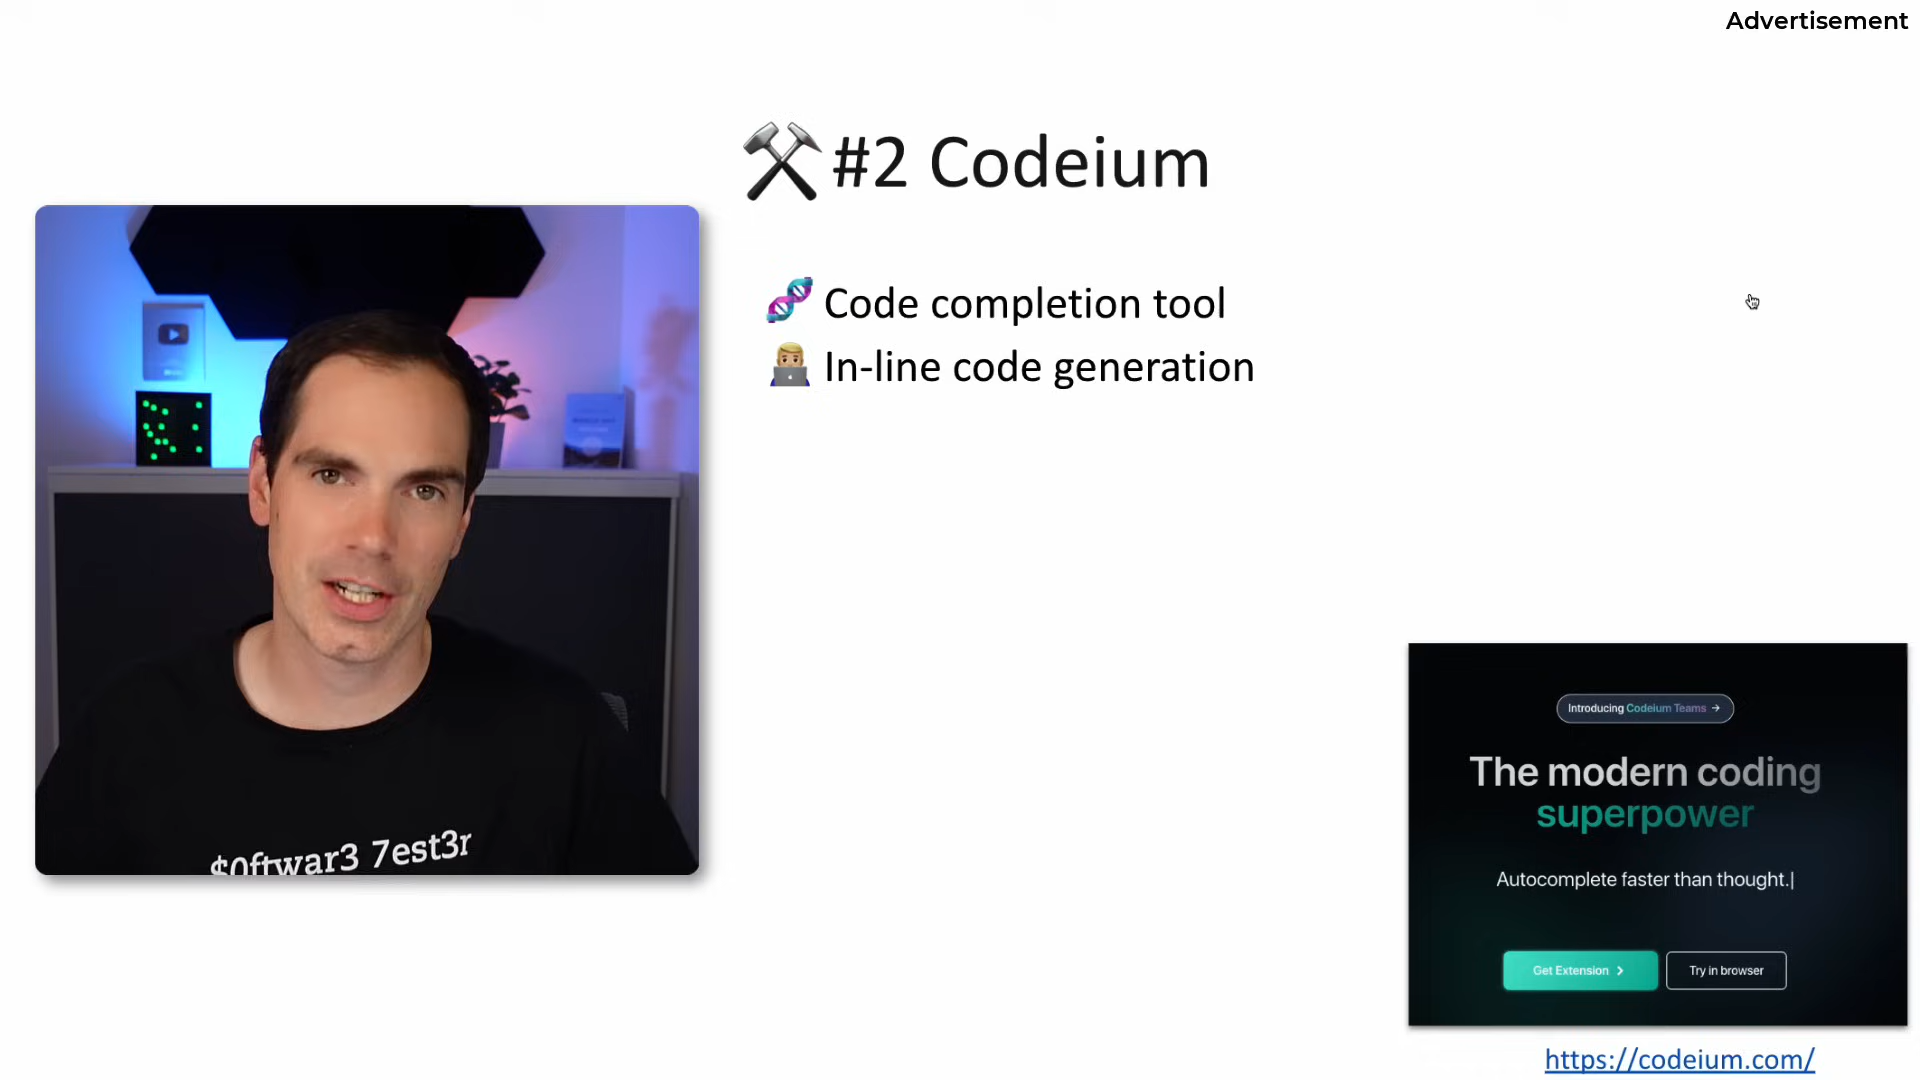 Advertisement
#2 Codeium
Code completion tool
In-line code generation
$0ftwar3 7est3r
Introducing Codeium Teams →
The modern coding
superpower
Autocomplete faster than thought.|
Get Extension >
Try in browser
https://codeium.com/